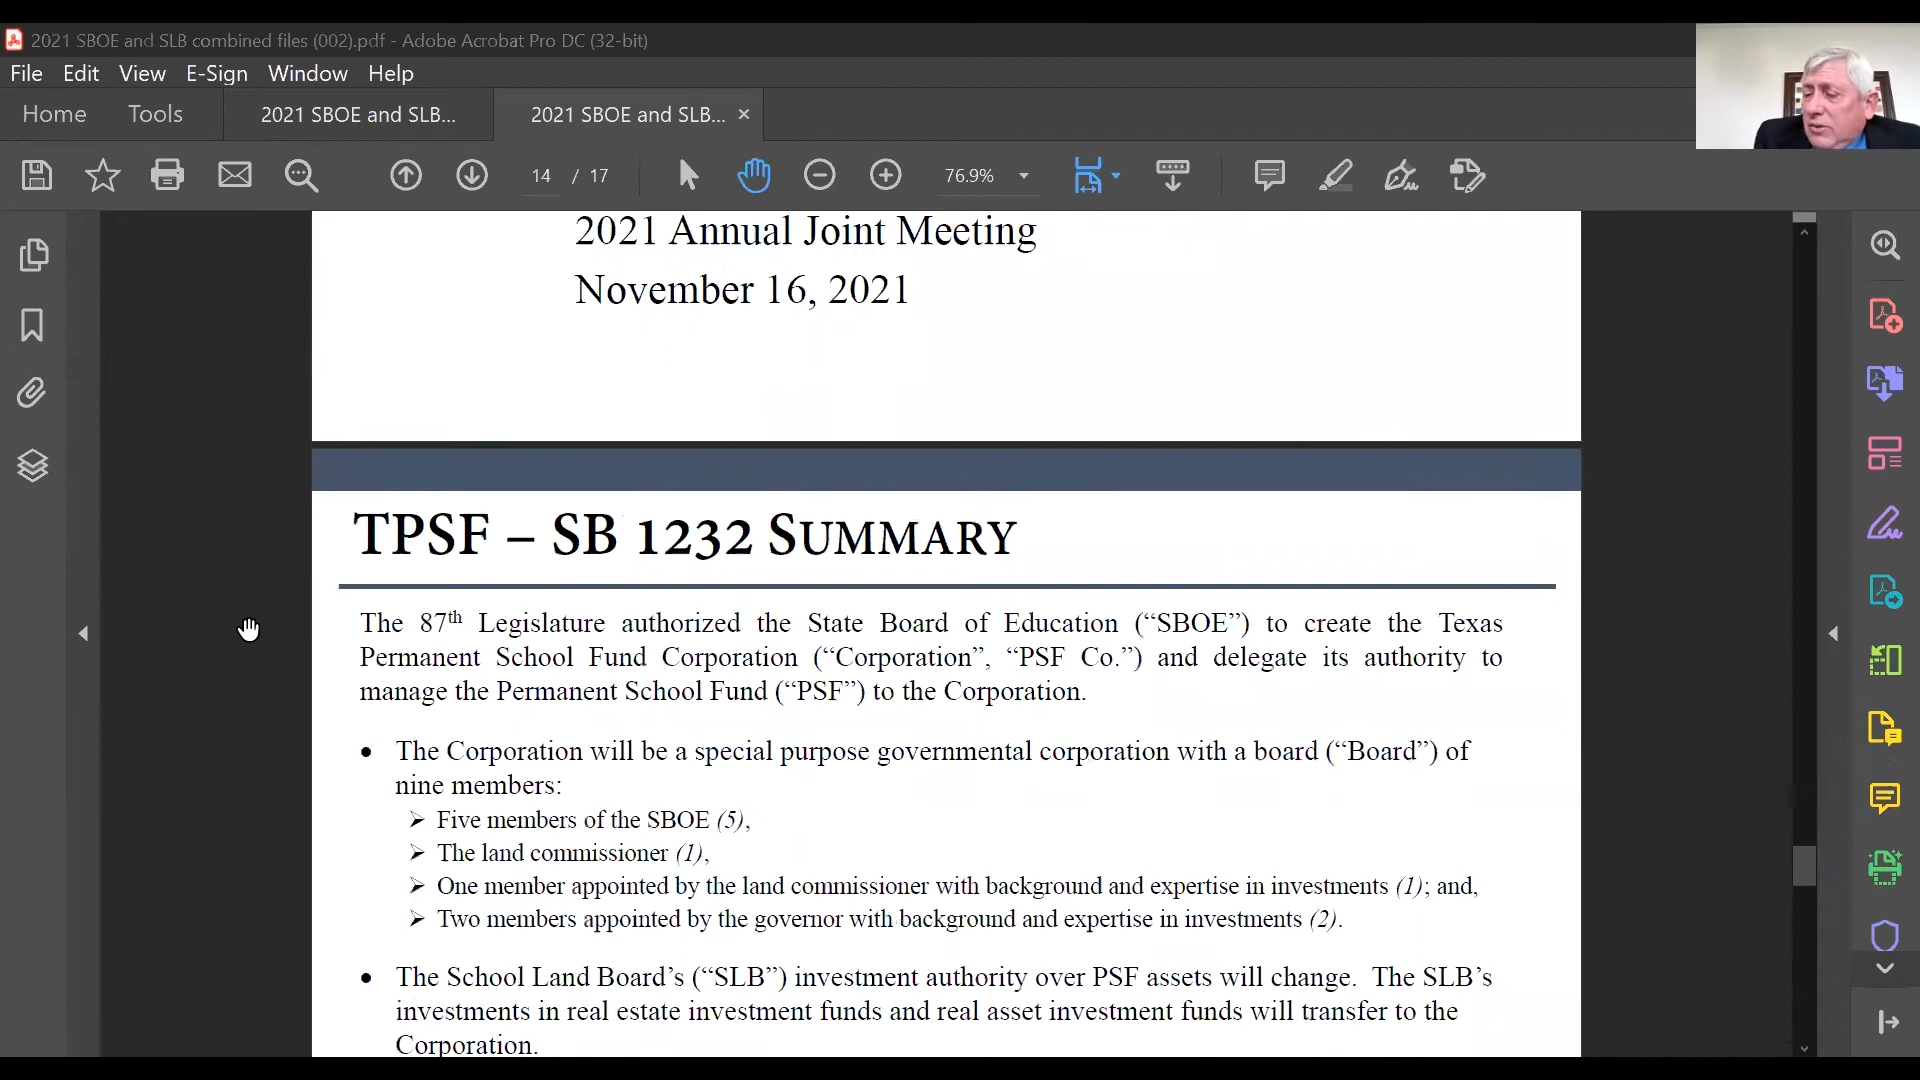 2021 SBOE and SLB combined files (002).pdf - Adobe Acrobat Pro DC (32-bit)
File Edit View E-Sign Window Help
Home Tools 2021 SBOE and SLB... 2021 SBOE and SLB... ×
14 / 17 76.9%
2021 Annual Joint Meeting
November 16, 2021
TPSF – SB 1232 SUMMARY
The 87th Legislature authorized the State Board of Education (“SBOE”) to create the Texas
Permanent School Fund Corporation (“Corporation”, “PSF Co.”) and delegate its authority to
manage the Permanent School Fund (“PSF”) to the Corporation.
• The Corporation will be a special purpose governmental corporation with a board (“Board”) of
nine members:
➢ Five members of the SBOE (5),
➢ The land commissioner (1),
➢ One member appointed by the land commissioner with background and expertise in investments (1); and,
➢ Two members appointed by the governor with background and expertise in investments (2).
• The School Land Board’s (“SLB”) investment authority over PSF assets will change. The SLB’s
investments in real estate investment funds and real asset investment funds will transfer to the
Corporation.